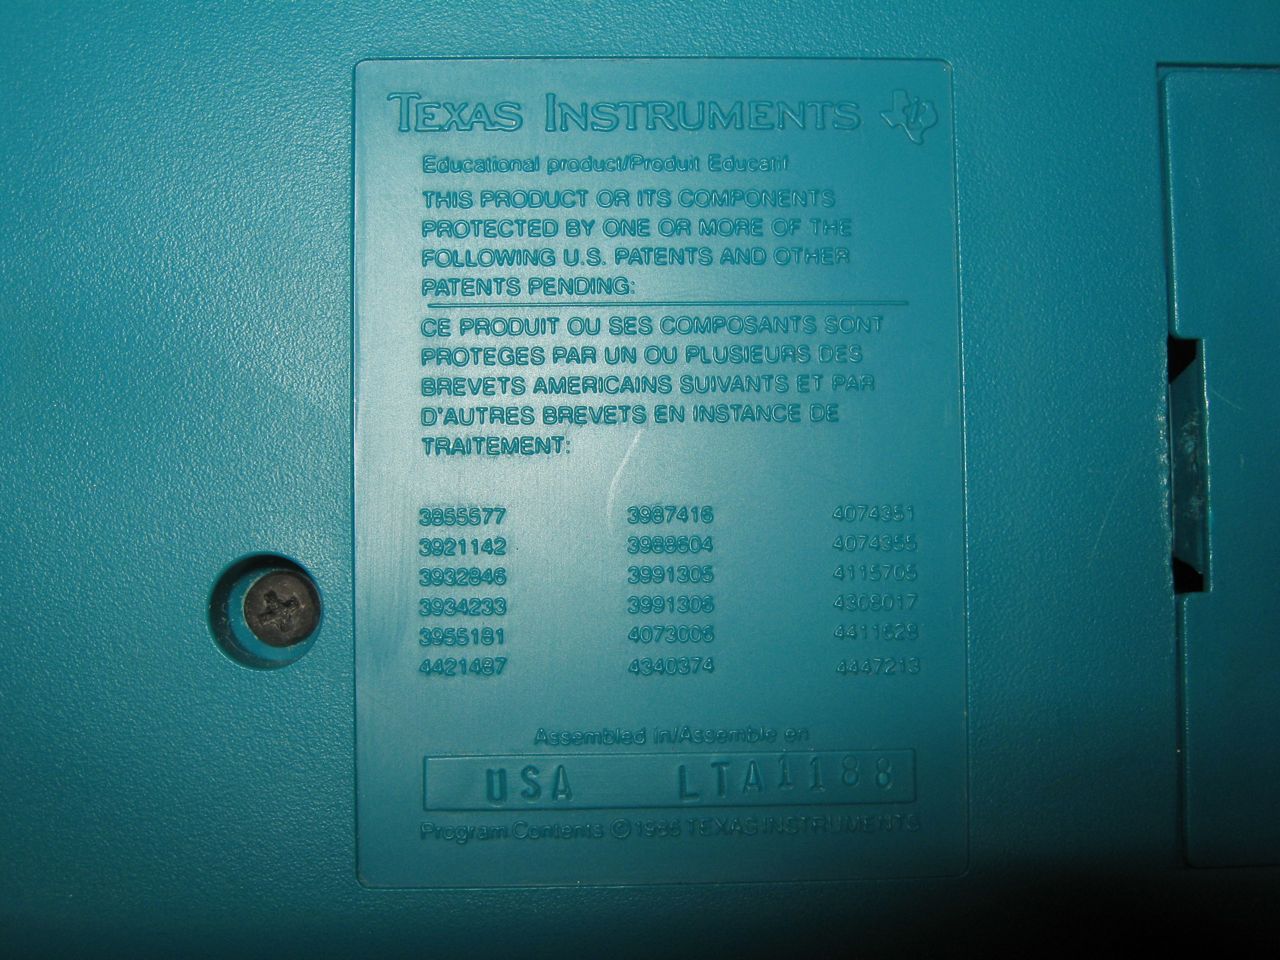 TEXAS INSTRUMENTS
Educational product/Produit Educatif
THIS PRODUCT OR ITS COMPONENTS
PROTECTED BY ONE OR MORE OF THE
FOLLOWING U.S. PATENTS AND OTHER
PATENTS PENDING:
CE PRODUIT OU SES COMPOSANTS SONT
PROTEGES PAR UN OU PLUSIEURS DES
BREVETS AMERICAINS SUIVANTS ET PAR
D'AUTRES BREVETS EN INSTANCE DE
TRAITEMENT:
3855577 3987416 4074351
3921142 3988604 4074355
3932846 3991305 4115705
3934233 3991306 4308017
3955181 4073006 4411628
4421487 4340374 4447213
Assembled in/Assemble en
USA LTA1188
Program Contents © 1986 TEXAS INSTRUMENTS